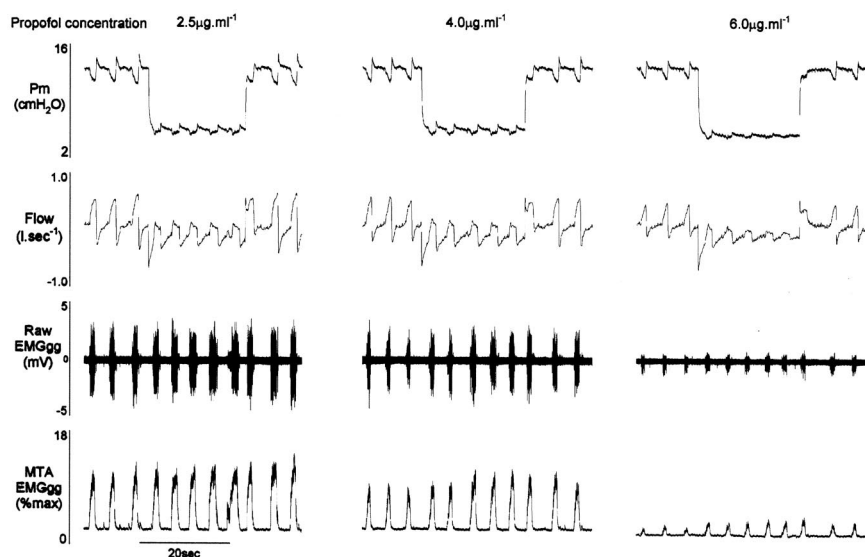 Propofol concentration 2.5μg.ml⁻¹ 4.0μg.ml⁻¹ 6.0μg.ml⁻¹
16
Pm
(cmH₂O)
2
1.0
Flow
(l.sec⁻¹)
-1.0
5
Raw
EMGgg
(mV)
0
-5
18
MTA
EMGgg
(%max)
0
20sec